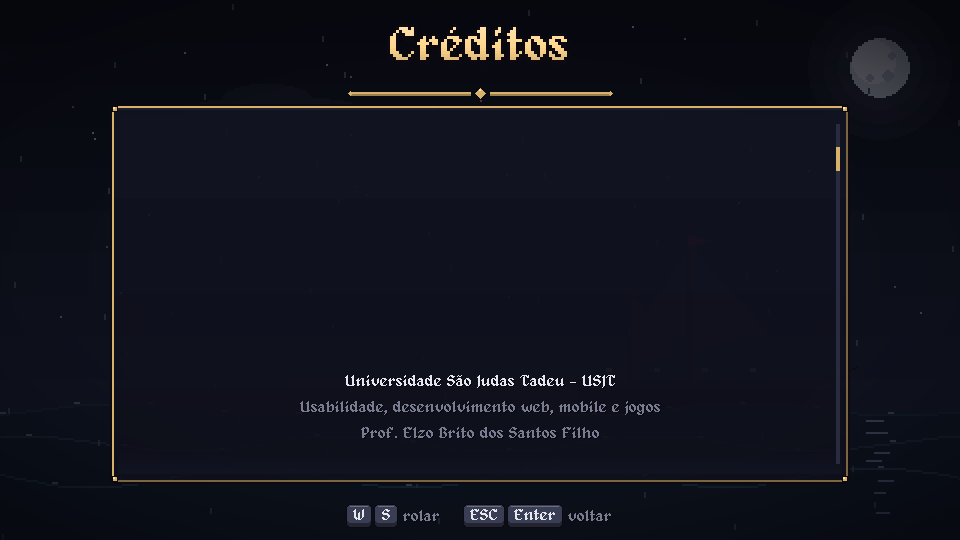 Créditos
Universidade São Judas Tadeu - USJT
Usabilidade, desenvolvimento web, mobile e jogos
Prof. Elzo Brito dos Santos Filho
W S rolar ESC Enter voltar